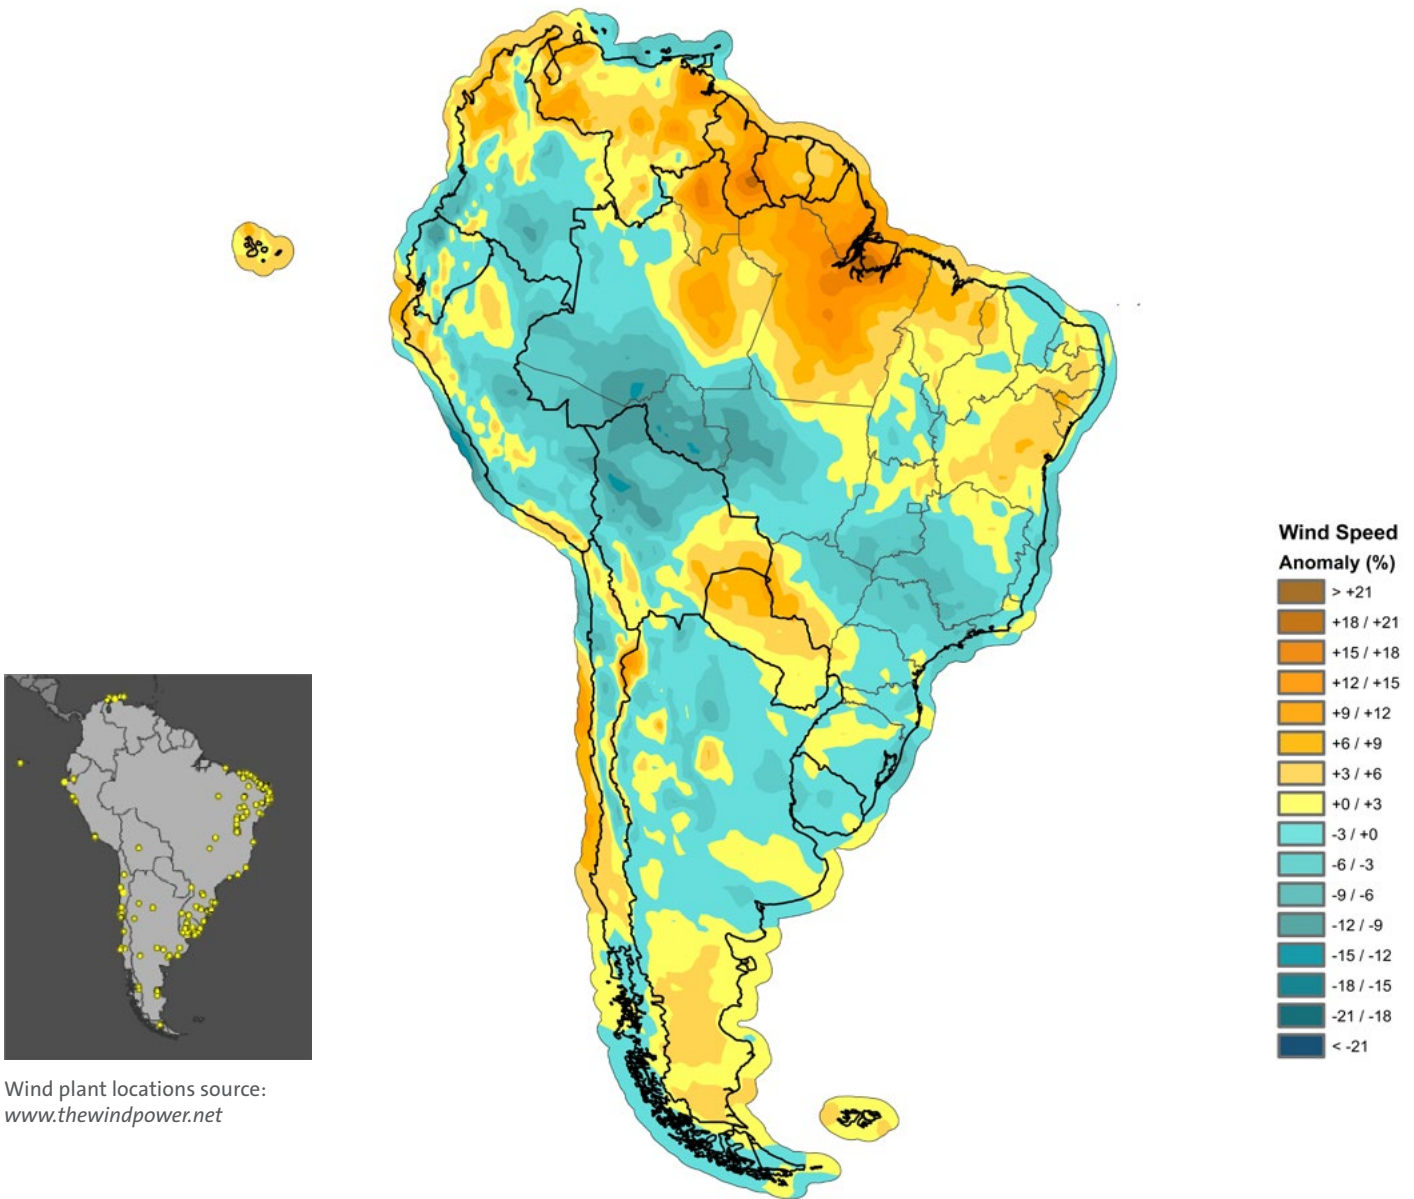 Wind Speed
Anomaly (%)
> +21
+18 / +21
+15 / +18
+12 / +15
+9 / +12
+6 / +9
+3 / +6
+0 / +3
-3 / +0
-6 / -3
-9 / -6
-12 / -9
-15 / -12
-18 / -15
-21 / -18
< -21
Wind plant locations source:
www.thewindpower.net